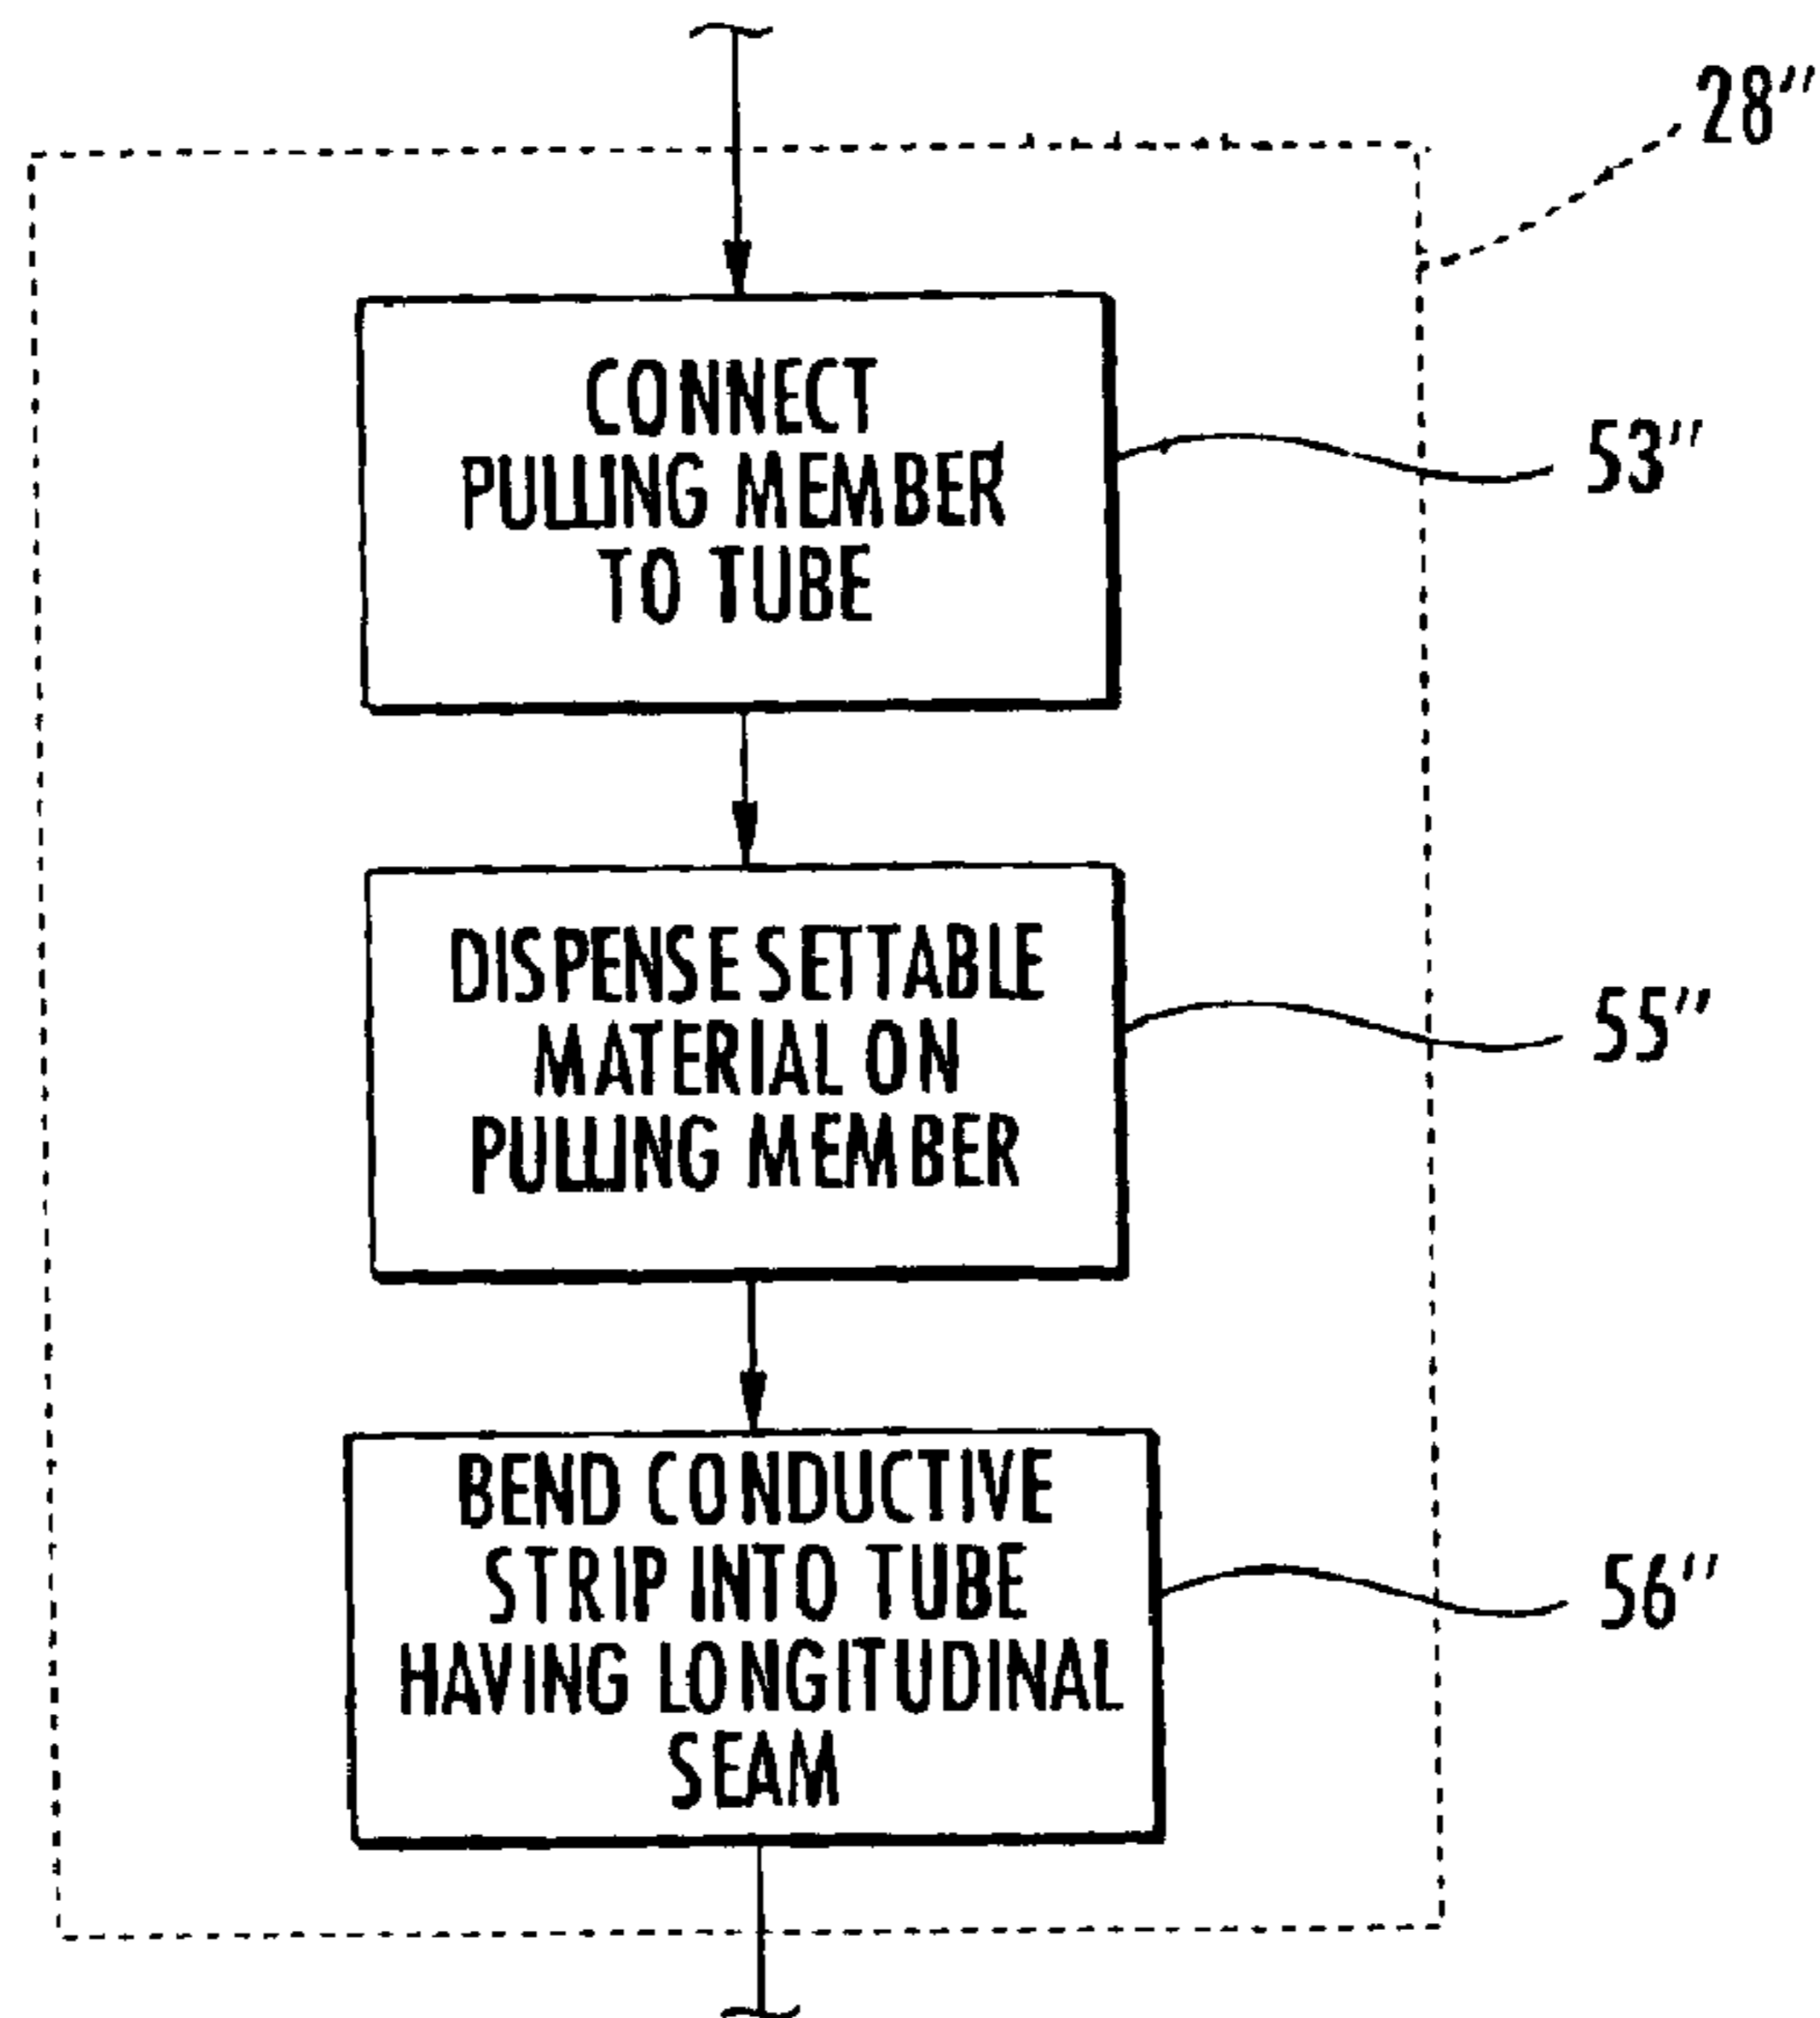 28"
CONNECT
PULLING MEMBER
TO TUBE
53"
DISPENSE SETTABLE
MATERIAL ON
PULLING MEMBER
55"
BEND CONDUCTIVE
STRIP INTO TUBE
HAVING LONGITUDINAL
SEAM
56"